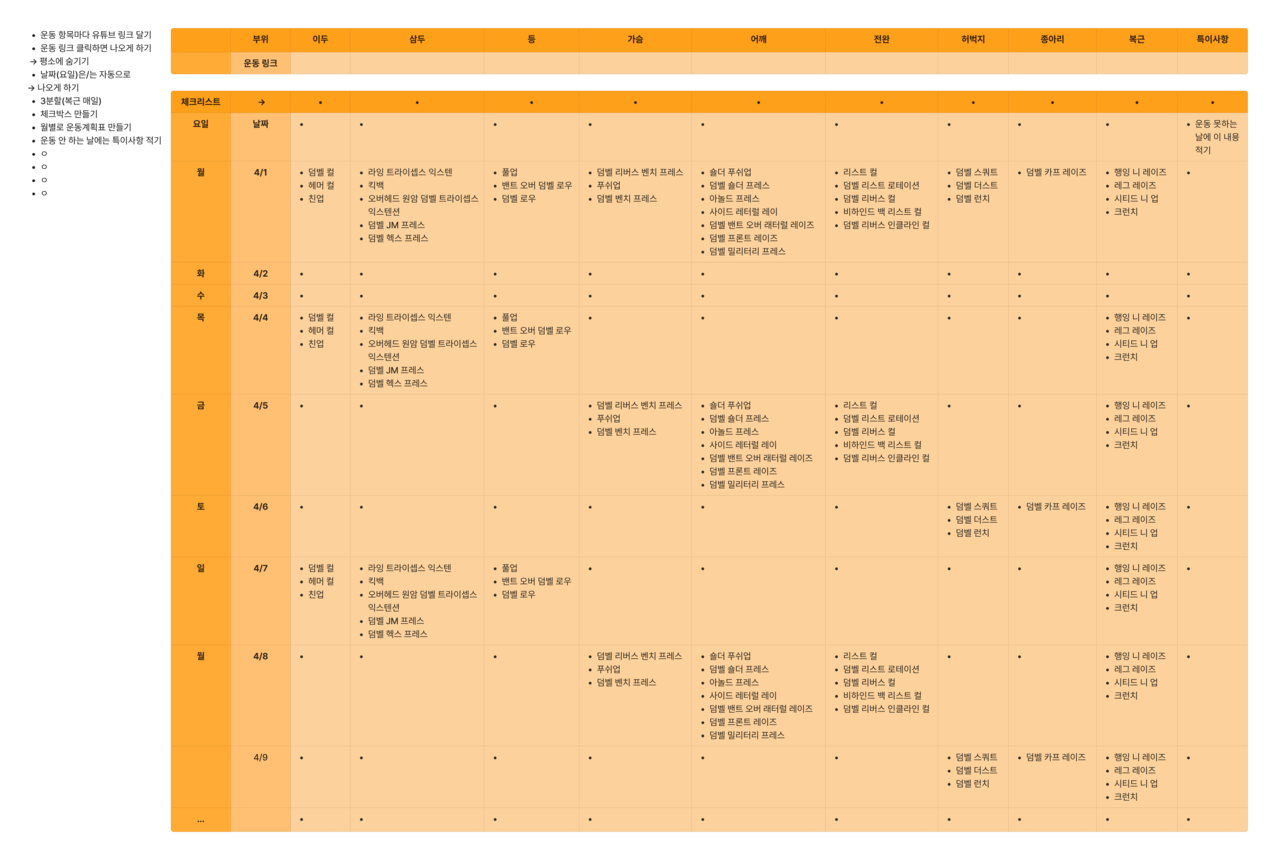 • 운동 항목마다 유튜브 링크 달기
• 운동 링크 클릭하면 나오게 하기
→ 평소에 숨기기
• 날짜(요일)은/는 자동으로
→ 나오게 하기
• 3분할(복근 매일)
• 체크박스 만들기
• 월별로 운동계획표 만들기
• 운동 안 하는 날에는 특이사항 적기
• ㅇ
• ㅇ
• ㅇ
• ㅇ
부위 이두 삼두 등 가슴 어깨 전완 허벅지 종아리 복근 특이사항
운동 링크
체크리스트 → • • • • • • • • • •
요일 날짜 • • • • • • • • • • 운동 못하는
날에 이 내용
적기
월 4/1
• 덤벨 컬
• 헤머 컬
• 친업
• 라잉 트라이셉스 익스텐
• 킥백
• 오버헤드 원암 덤벨 트라이셉스
익스텐션
• 덤벨 JM 프레스
• 덤벨 헥스 프레스
• 풀업
• 밴트 오버 덤벨 로우
• 덤벨 로우
• 덤벨 리버스 벤치 프레스
• 푸쉬업
• 덤벨 벤치 프레스
• 숄더 푸쉬업
• 덤벨 숄더 프레스
• 아놀드 프레스
• 사이드 레터럴 레이
• 덤벨 밴트 오버 래터럴 레이즈
• 덤벨 프론트 레이즈
• 덤벨 밀리터리 프레스
• 리스트 컬
• 덤벨 리스트 로테이션
• 덤벨 리버스 컬
• 비하인드 백 리스트 컬
• 덤벨 리버스 인클라인 컬
• 덤벨 스쿼트
• 덤벨 더스트
• 덤벨 런치
• 덤벨 카프 레이즈
• 행잉 니 레이즈
• 레그 레이즈
• 시티드 니 업
• 크런치
•
화 4/2 • • • • • • • • • •
수 4/3 • • • • • • • • • •
목 4/4
• 덤벨 컬
• 헤머 컬
• 친업
• 라잉 트라이셉스 익스텐
• 킥백
• 오버헤드 원암 덤벨 트라이셉스
익스텐션
• 덤벨 JM 프레스
• 덤벨 헥스 프레스
• 풀업
• 밴트 오버 덤벨 로우
• 덤벨 로우
• • • • •
• 행잉 니 레이즈
• 레그 레이즈
• 시티드 니 업
• 크런치
•
금 4/5
• • •
• 덤벨 리버스 벤치 프레스
• 푸쉬업
• 덤벨 벤치 프레스
• 숄더 푸쉬업
• 덤벨 숄더 프레스
• 아놀드 프레스
• 사이드 레터럴 레이
• 덤벨 밴트 오버 래터럴 레이즈
• 덤벨 프론트 레이즈
• 덤벨 밀리터리 프레스
• 리스트 컬
• 덤벨 리스트 로테이션
• 덤벨 리버스 컬
• 비하인드 백 리스트 컬
• 덤벨 리버스 인클라인 컬
• •
• 행잉 니 레이즈
• 레그 레이즈
• 시티드 니 업
• 크런치
•
토 4/6
• • • • • •
• 덤벨 스쿼트
• 덤벨 더스트
• 덤벨 런치
• 덤벨 카프 레이즈
• 행잉 니 레이즈
• 레그 레이즈
• 시티드 니 업
• 크런치
•
일 4/7
• 덤벨 컬
• 헤머 컬
• 친업
• 라잉 트라이셉스 익스텐
• 킥백
• 오버헤드 원암 덤벨 트라이셉스
익스텐션
• 덤벨 JM 프레스
• 덤벨 헥스 프레스
• 풀업
• 밴트 오버 덤벨 로우
• 덤벨 로우
• • • • •
• 행잉 니 레이즈
• 레그 레이즈
• 시티드 니 업
• 크런치
•
월 4/8
• • •
• 덤벨 리버스 벤치 프레스
• 푸쉬업
• 덤벨 벤치 프레스
• 숄더 푸쉬업
• 덤벨 숄더 프레스
• 아놀드 프레스
• 사이드 레터럴 레이
• 덤벨 밴트 오버 래터럴 레이즈
• 덤벨 프론트 레이즈
• 덤벨 밀리터리 프레스
• 리스트 컬
• 덤벨 리스트 로테이션
• 덤벨 리버스 컬
• 비하인드 백 리스트 컬
• 덤벨 리버스 인클라인 컬
• •
• 행잉 니 레이즈
• 레그 레이즈
• 시티드 니 업
• 크런치
•
4/9
• • • • • •
• 덤벨 스쿼트
• 덤벨 더스트
• 덤벨 런치
• 덤벨 카프 레이즈
• 행잉 니 레이즈
• 레그 레이즈
• 시티드 니 업
• 크런치
•
... • • • • • • • • • •